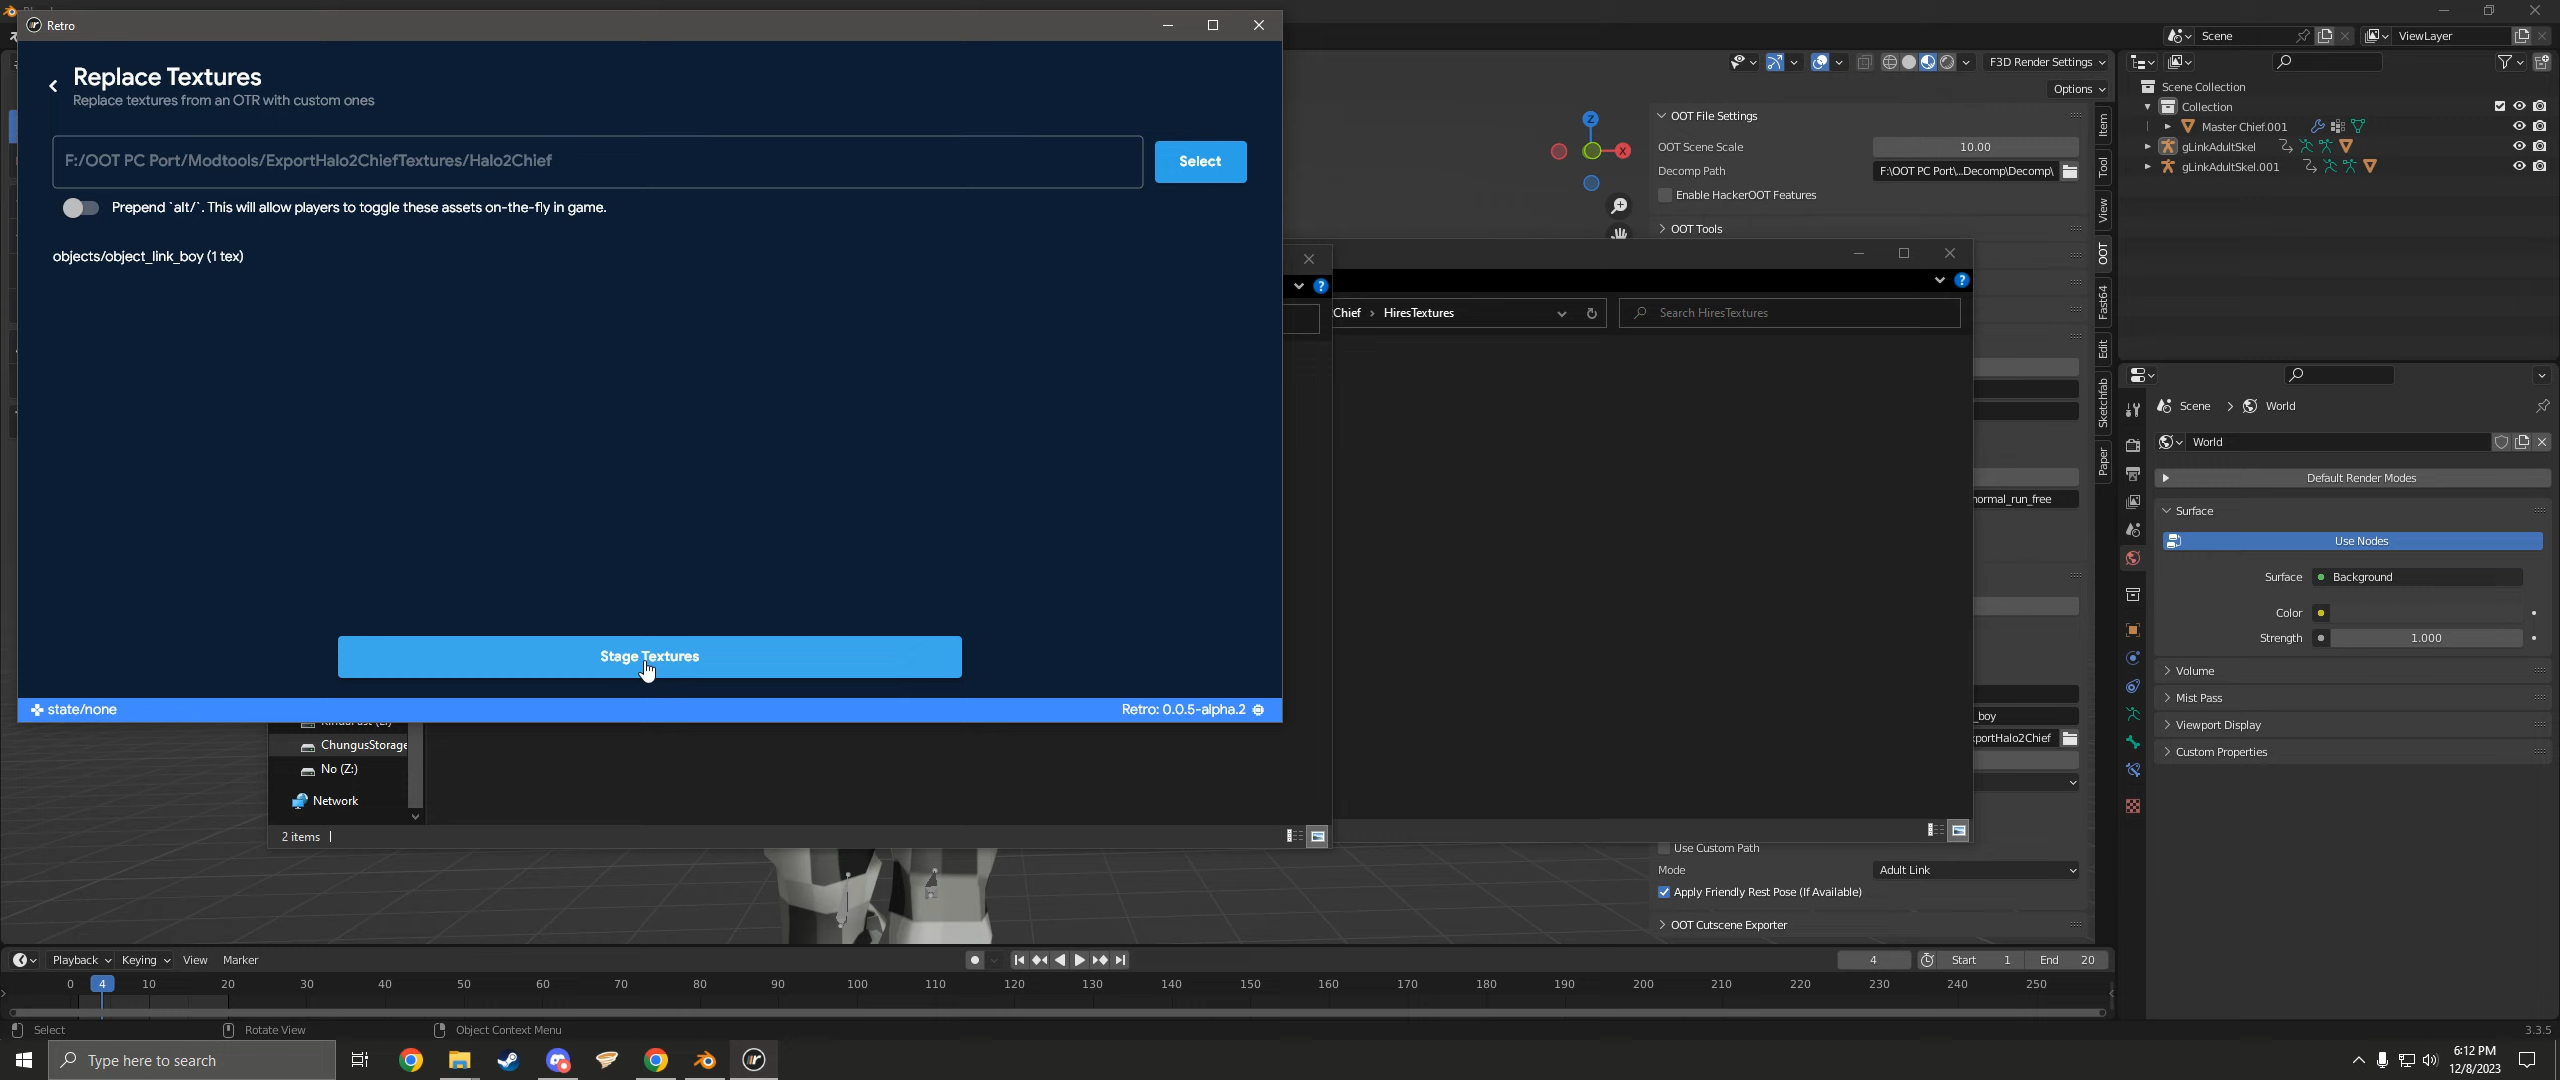 Retro
Replace Textures
Replace textures from an OTR with custom ones
F:/OOT PC Port/Modtools/ExportHalo2ChiefTextures/Halo2Chief
Select
Prepend `alt/`. This will allow players to toggle these assets on-the-fly in game.
objects/object_link_boy (1 tex)
Stage Textures
state/none
Retro: 0.0.5-alpha.2
Scene
ViewLayer
F3D Render Settings
Options
Z
X
OOT File Settings
OOT Scene Scale
10.00
Decomp Path
F:\OOT PC Port\...Decomp\Decomp\
Enable HackerOOT Features
OOT Tools
Item
Tool
View
OOT
Fast64
Edit
Sketchfab
Paper
Scene Collection
Collection
Master Chief.001
gLinkAdultSkel
gLinkAdultSkel.001
Chief > HiresTextures
Search HiresTextures
normal_run_free
_boy
xportHalo2Chief
Use Custom Path
Mode
Adult Link
Apply Friendly Rest Pose (If Available)
OOT Cutscene Exporter
Scene > World
World
Default Render Modes
Surface
Use Nodes
Surface
Background
Color
Strength
1.000
Volume
Mist Pass
Viewport Display
Custom Properties
ChungusStorage
No (Z:)
Network
2 items
Playback
Keying
View
Marker
4
Start 1
End 20
0 4 10 20 30 40 50 60 70 80 90 100 110 120 130 140 150 160 170 180 190 200 210 220 230 240 250
Select
Rotate View
Object Context Menu
3.3.5
Type here to search
6:12 PM
12/8/2023